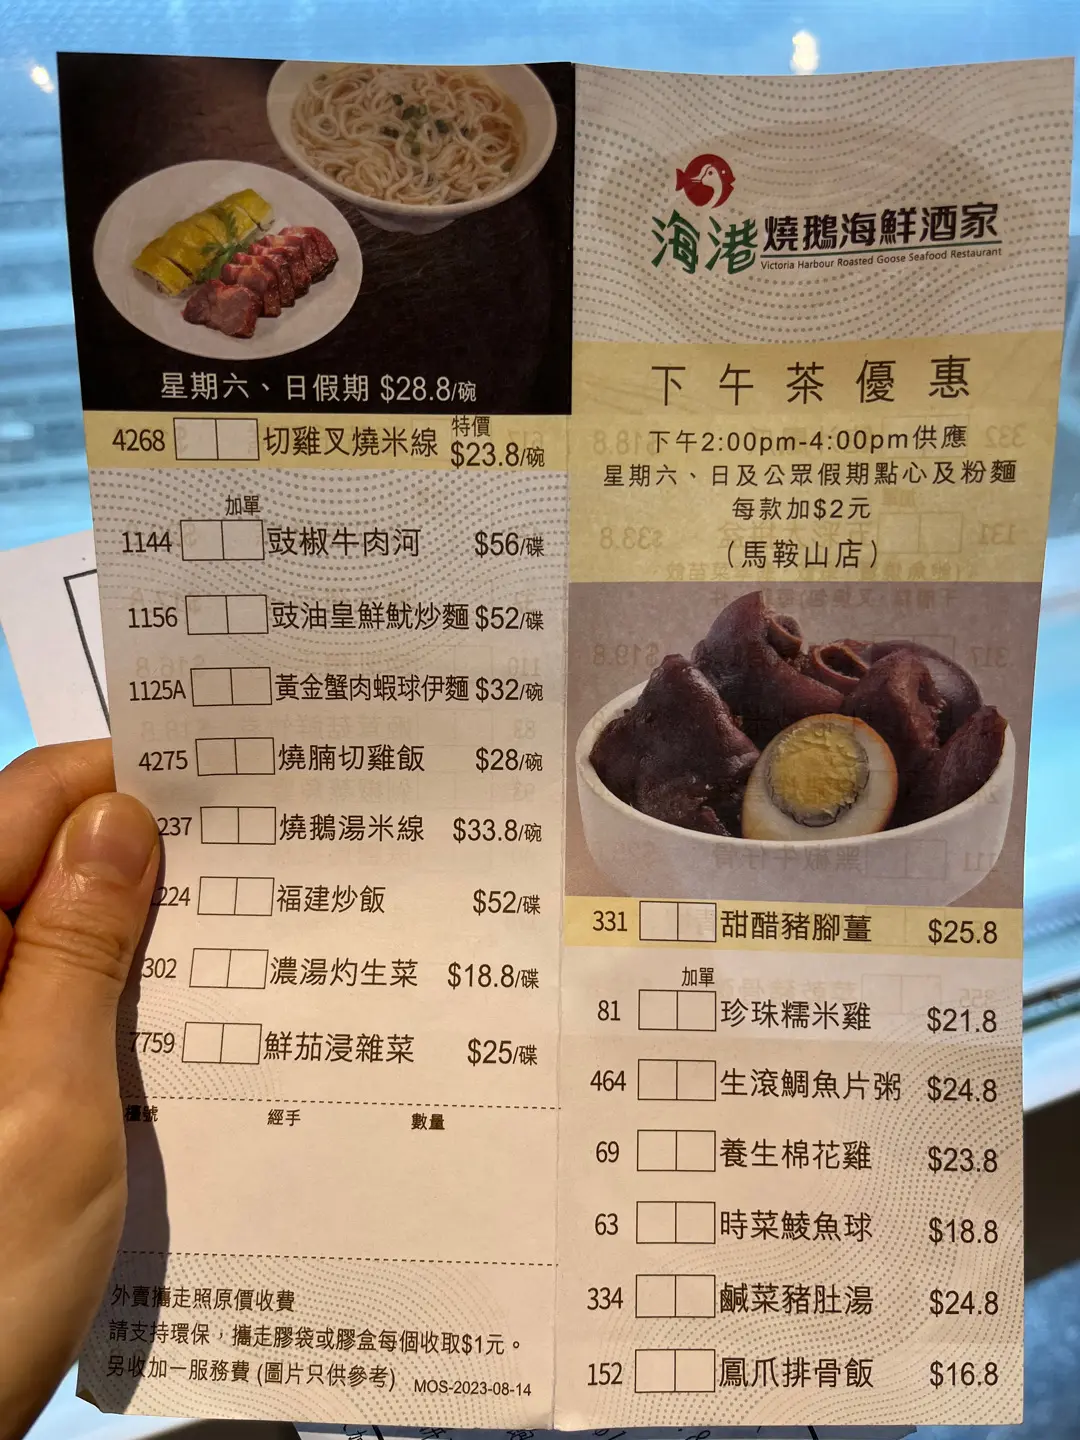 星期六、日假期 $28.8/碗
4268 切雞叉燒米線 特價 $23.8/碗
加單
1144 豉椒牛肉河 $56/碟
1156 豉油皇鮮魷炒麵 $52/碟
1125A 黃金蟹肉蝦球伊麵 $32/碗
4275 燒腩切雞飯 $28/碗
237 燒鵝湯米線 $33.8/碗
224 福建炒飯 $52/碟
302 濃湯灼生菜 $18.8/碟
7759 鮮茄浸雜菜 $25/碟
檯號 經手 數量
外賣攜走照原價收費
請支持環保，攜走膠袋或膠盒每個收取$1元。
另收加一服務費 (圖片只供參考) MOS-2023-08-14
海港燒鵝海鮮酒家
Victoria Harbour Roasted Goose Seafood Restaurant
下午茶優惠
下午2:00pm-4:00pm供應
星期六、日及公眾假期點心及粉麵
每款加$2元
（馬鞍山店）
331 甜醋豬腳薑 $25.8
加單
81 珍珠糯米雞 $21.8
464 生滾鯛魚片粥 $24.8
69 養生棉花雞 $23.8
63 時菜鯪魚球 $18.8
334 鹹菜豬肚湯 $24.8
152 鳳爪排骨飯 $16.8